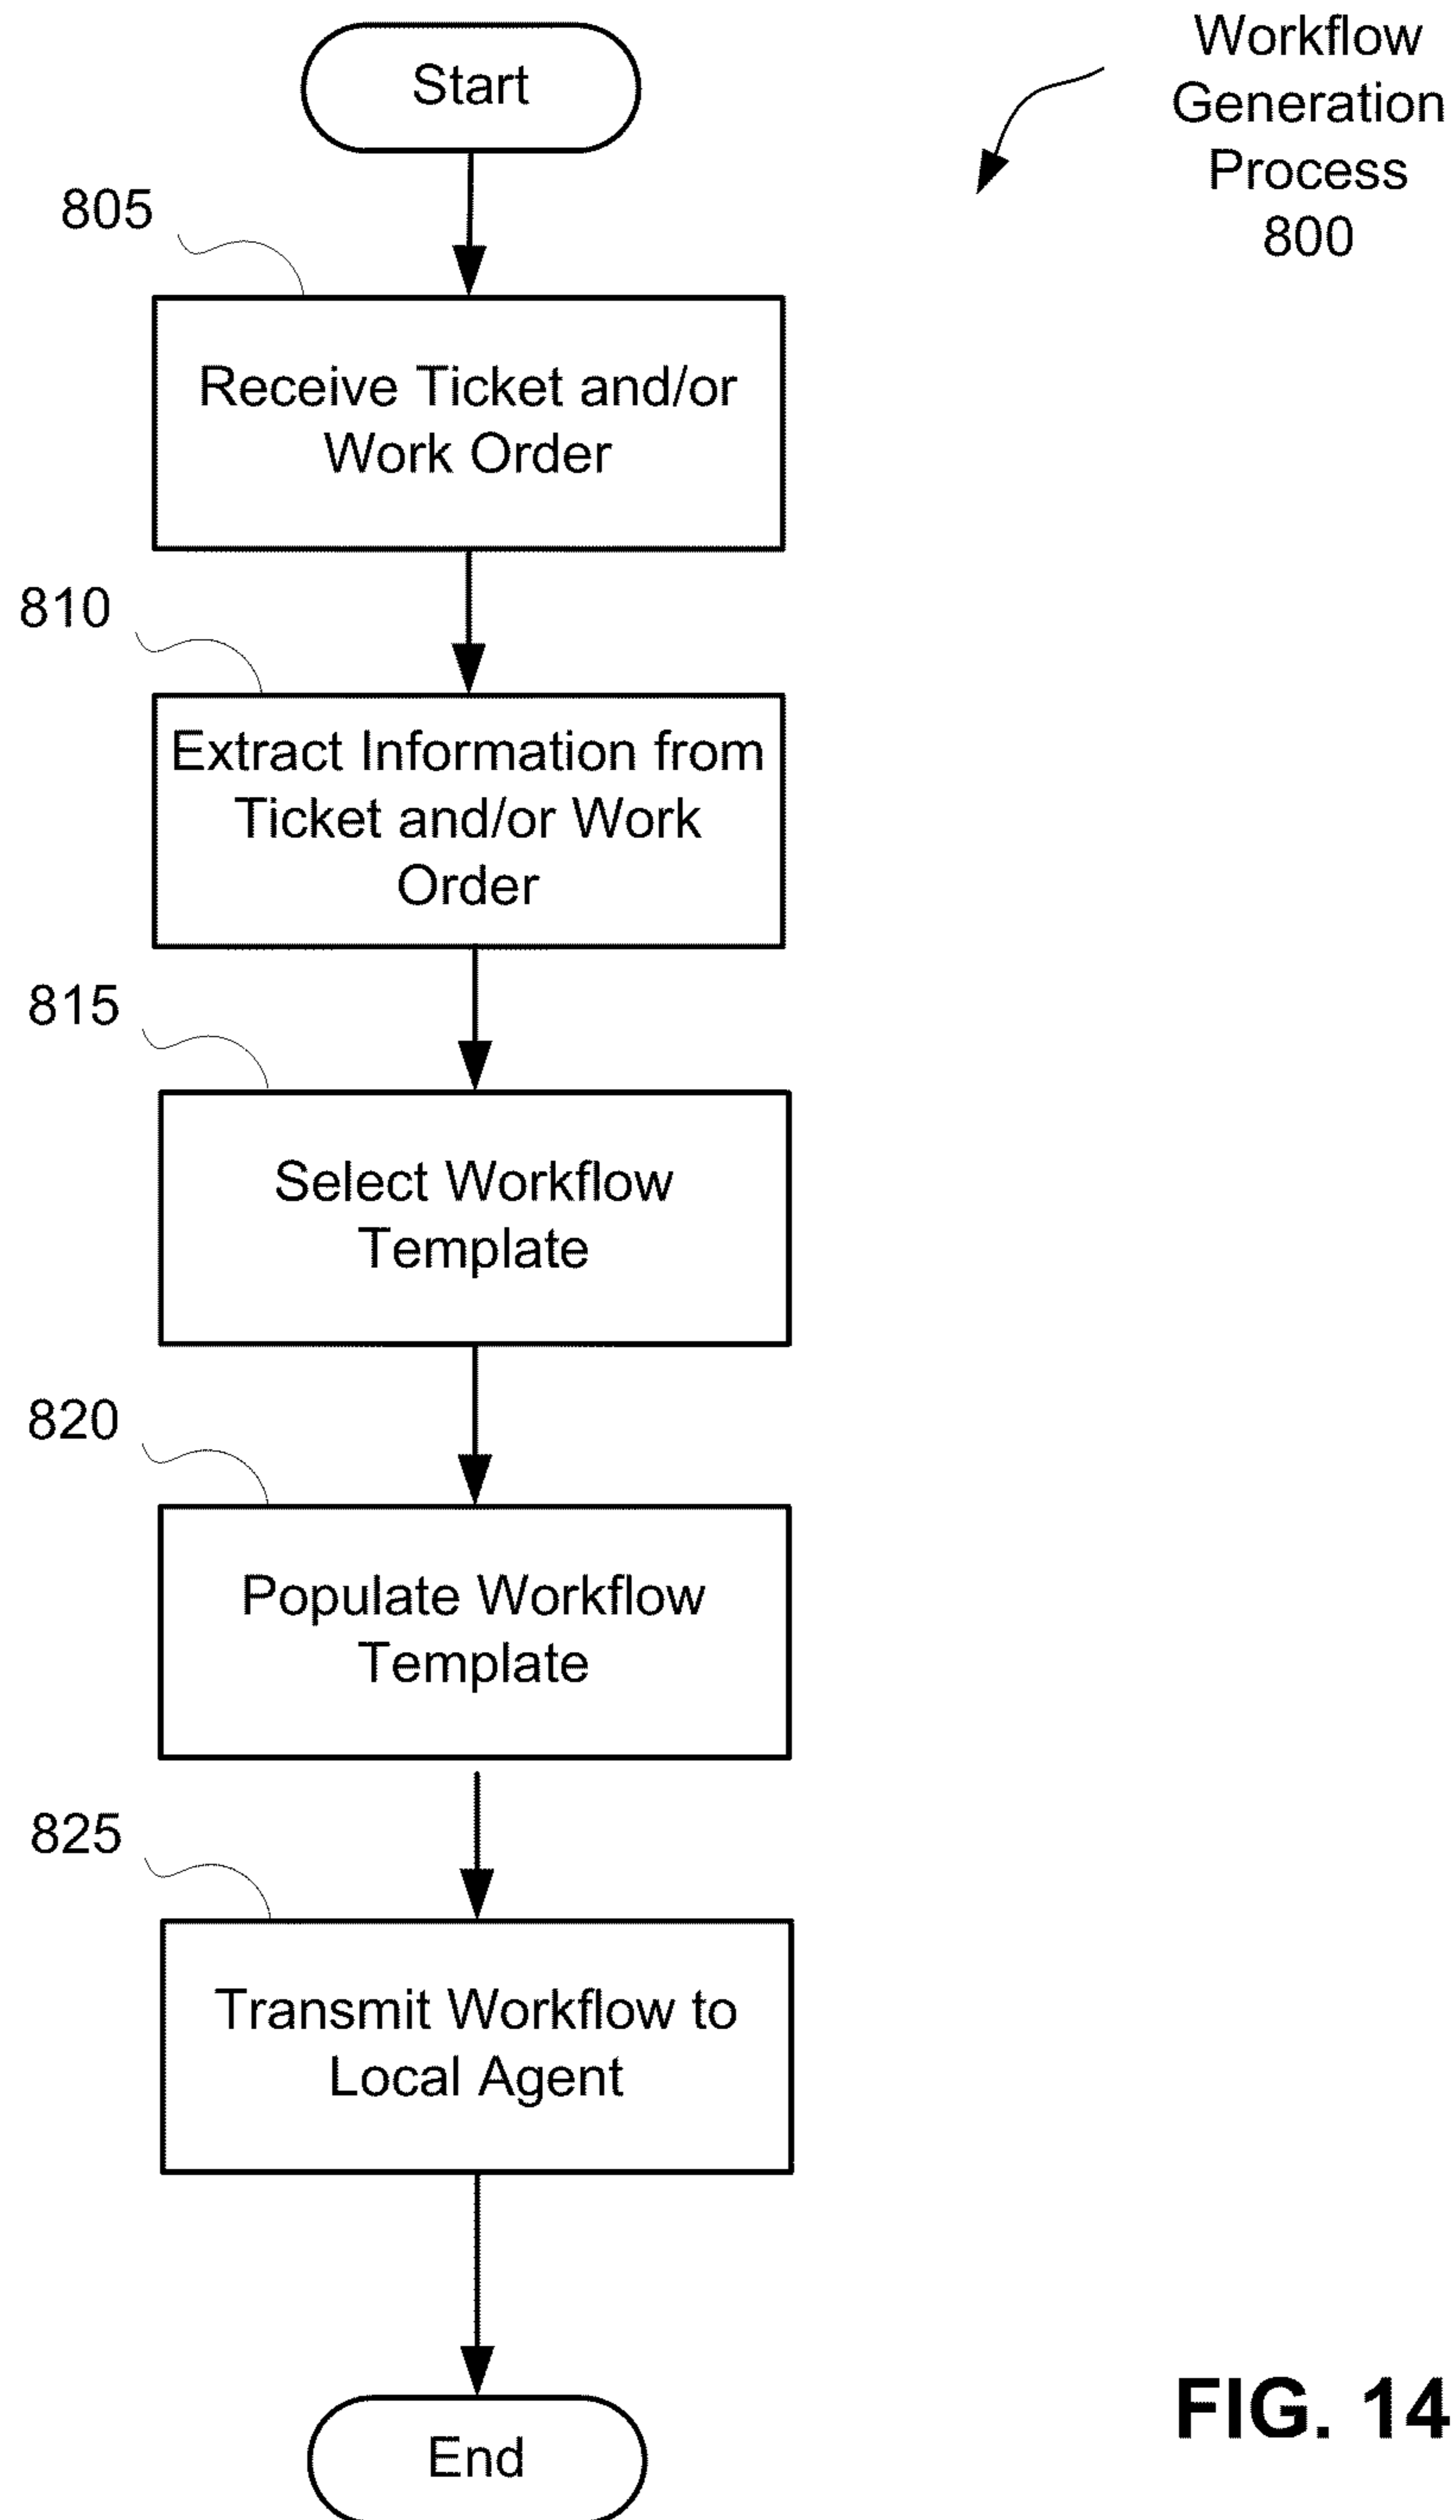 Start
Workflow
Generation
Process
800
805
Receive Ticket and/or
Work Order
810
Extract Information from
Ticket and/or Work
Order
815
Select Workflow
Template
820
Populate Workflow
Template
825
Transmit Workflow to
Local Agent
End
FIG. 14